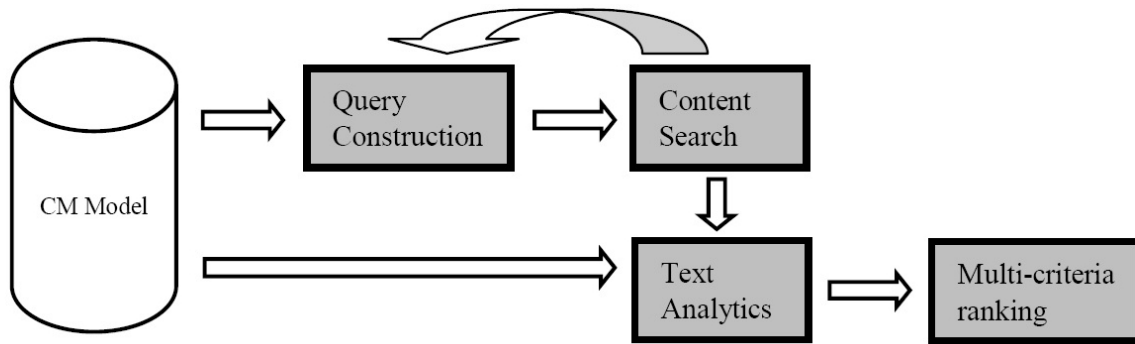 CM Model
Query
Construction
Content
Search
Text
Analytics
Multi-criteria
ranking